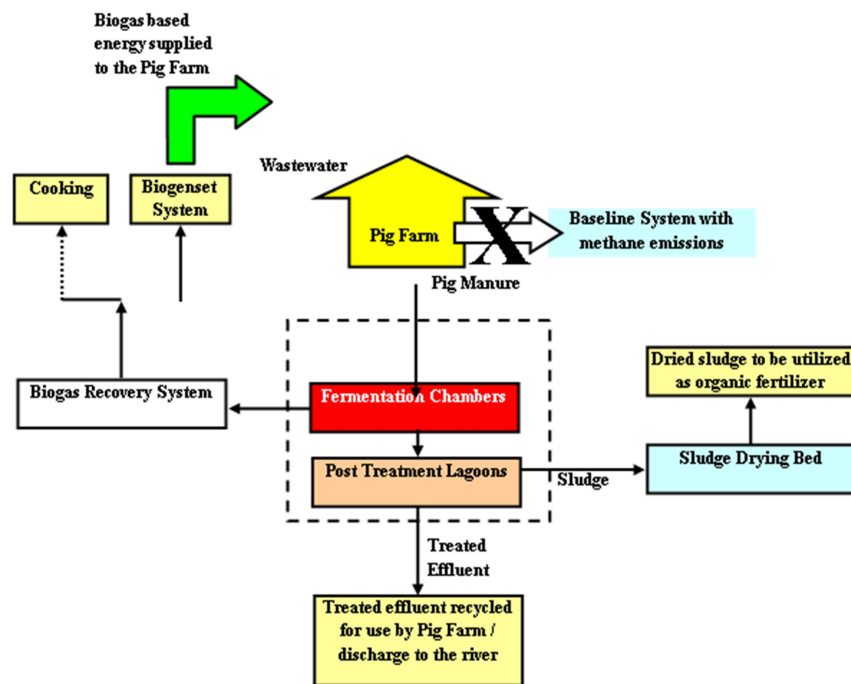 Biogas based
energy supplied
to the Pig Farm
Wastewater
Cooking
Biogenset
System
Pig Farm
X
Baseline System with
methane emissions
Pig Manure
Dried sludge to be utilized
as organic fertilizer
Biogas Recovery System
Fermentation Chambers
Post Treatment Lagoons
Sludge
Sludge Drying Bed
Treated
Effluent
Treated effluent recycled
for use by Pig Farm /
discharge to the river